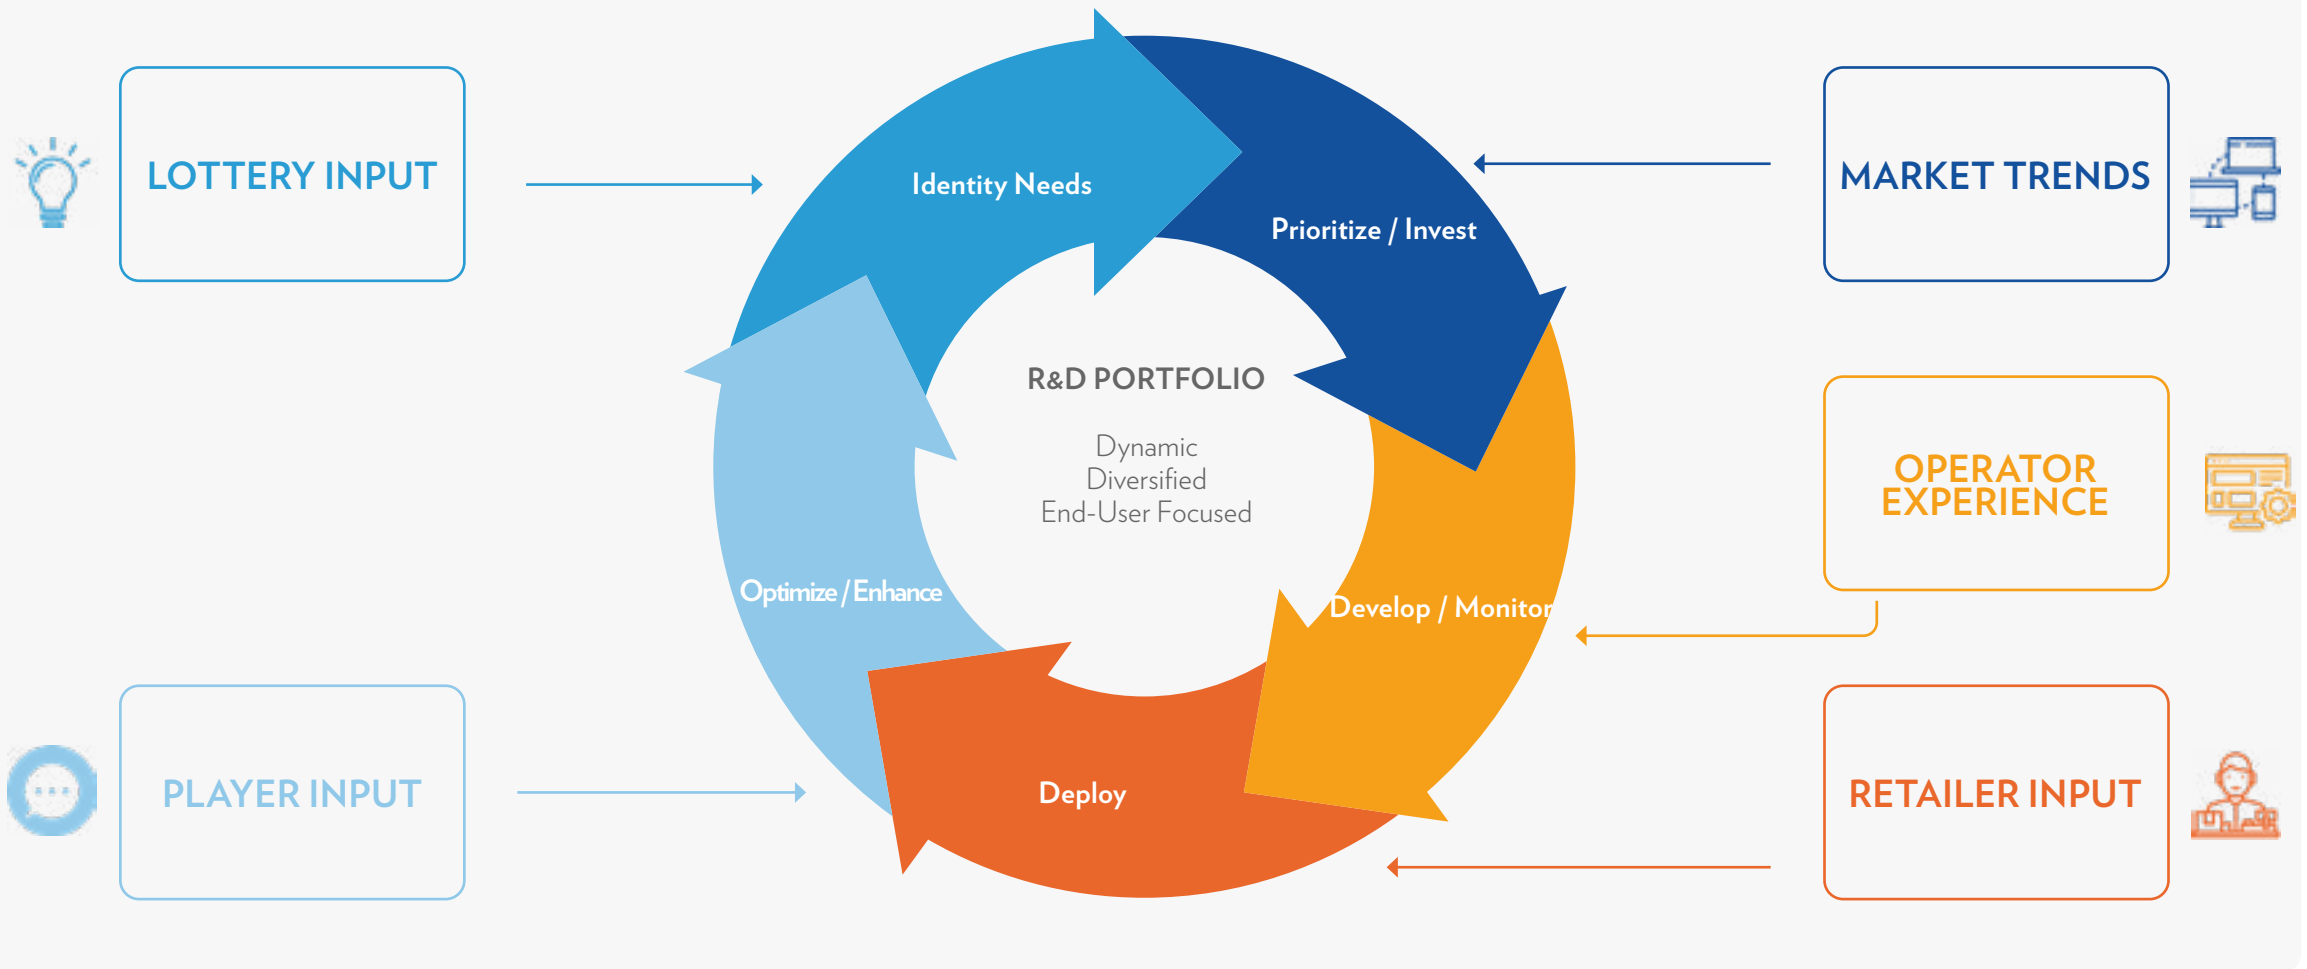 LOTTERY INPUT
Identity Needs
Prioritize / Invest
MARKET TRENDS
R&D PORTFOLIO
Dynamic
Diversified
End-User Focused
OPERATOR
EXPERIENCE
Optimize / Enhance
Develop / Monitor
PLAYER INPUT
Deploy
RETAILER INPUT